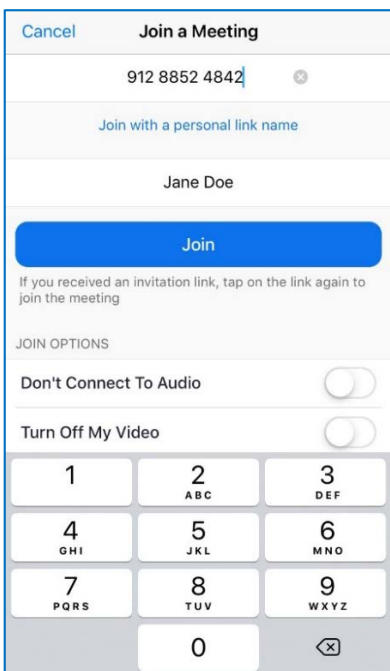 Cancel Join a Meeting
912 8852 4842
Join with a personal link name
Jane Doe
Join
If you received an invitation link, tap on the link again to
join the meeting
JOIN OPTIONS
Don't Connect To Audio
Turn Off My Video
1 2 3
ABC DEF
4 5 6
GHI JKL MNO
7 8 9
PQRS TUV WXYZ
0